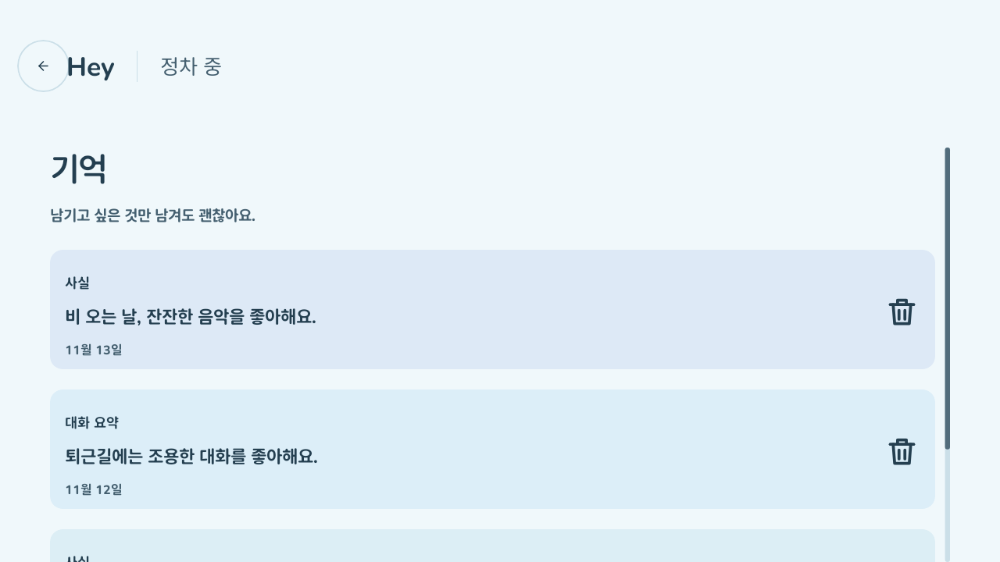 Hey
정차 중
기억
남기고 싶은 것만 남겨도 괜찮아요.
사실
비 오는 날, 잔잔한 음악을 좋아해요.
11월 13일
대화 요약
퇴근길에는 조용한 대화를 좋아해요.
11월 12일
사실